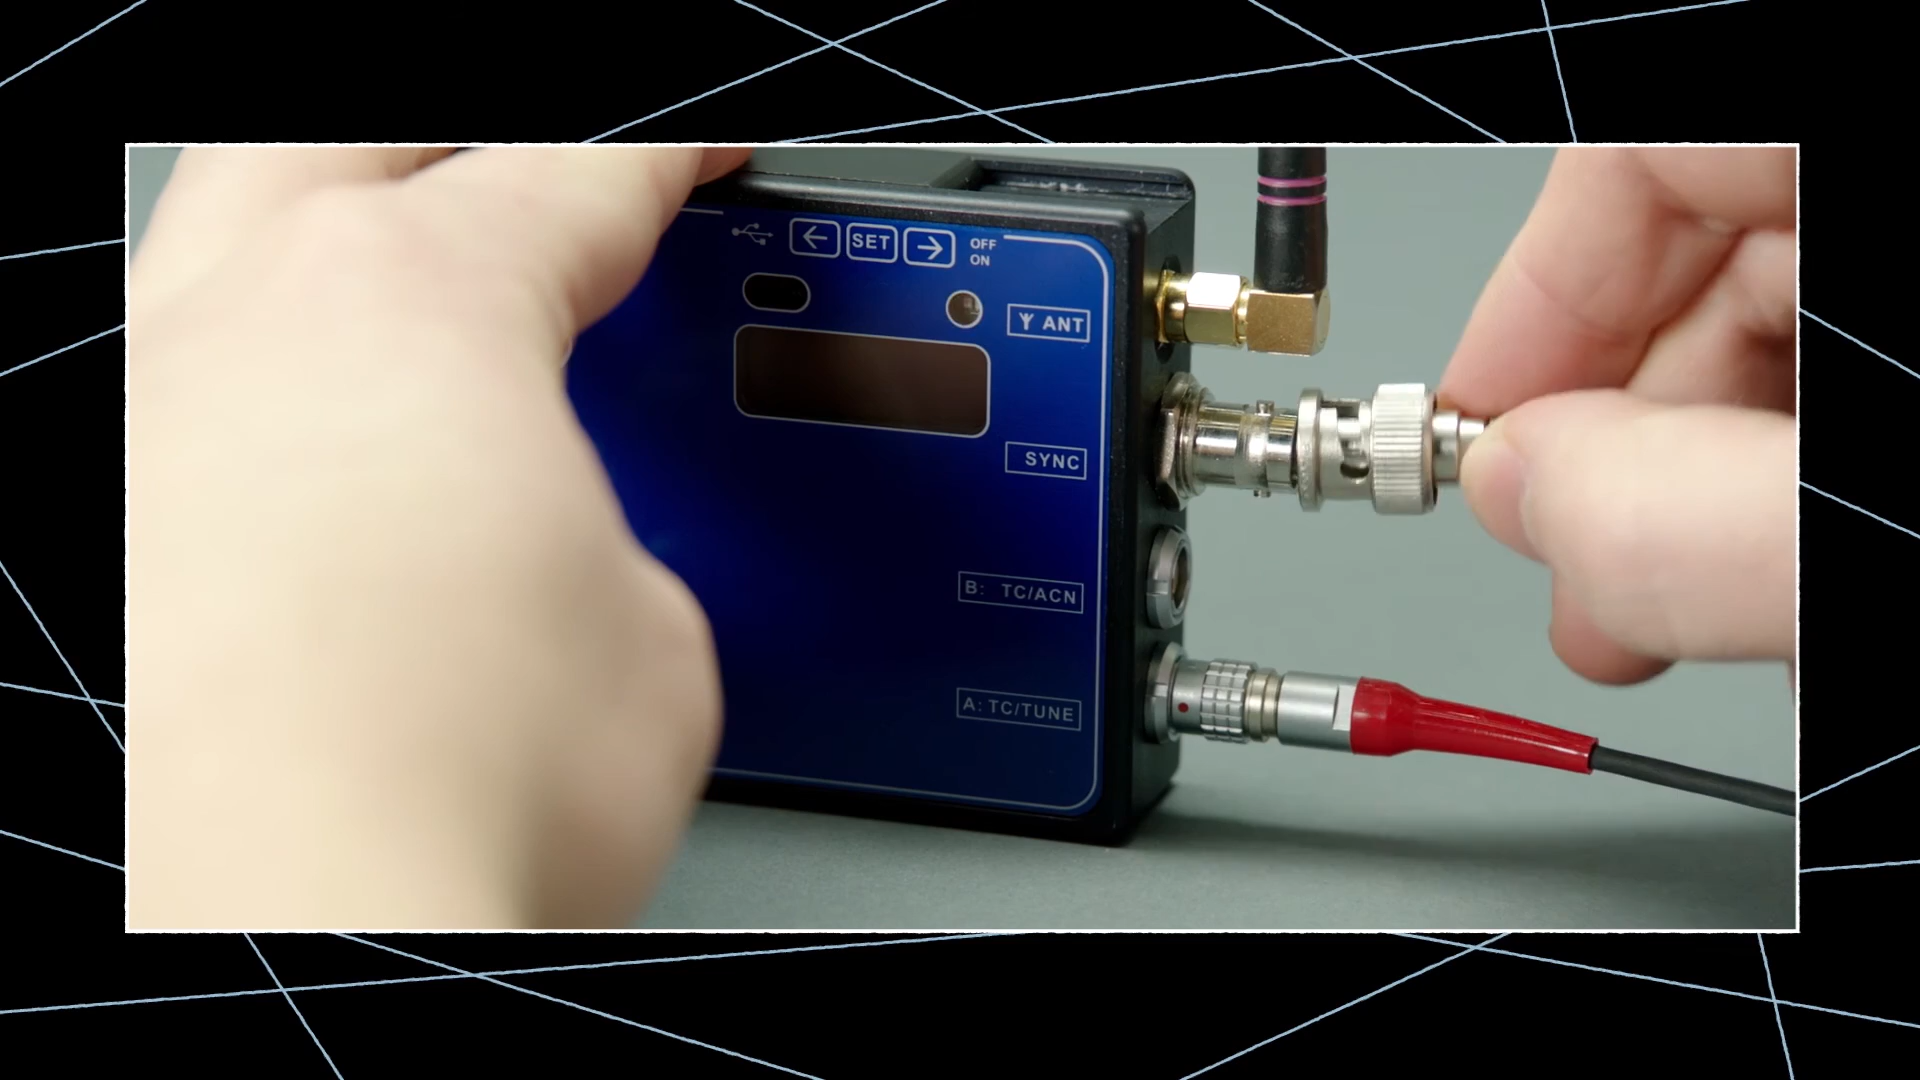 SET
OFF
ON
ANT
SYNC
B: TC/ACN
A: TC/TUNE